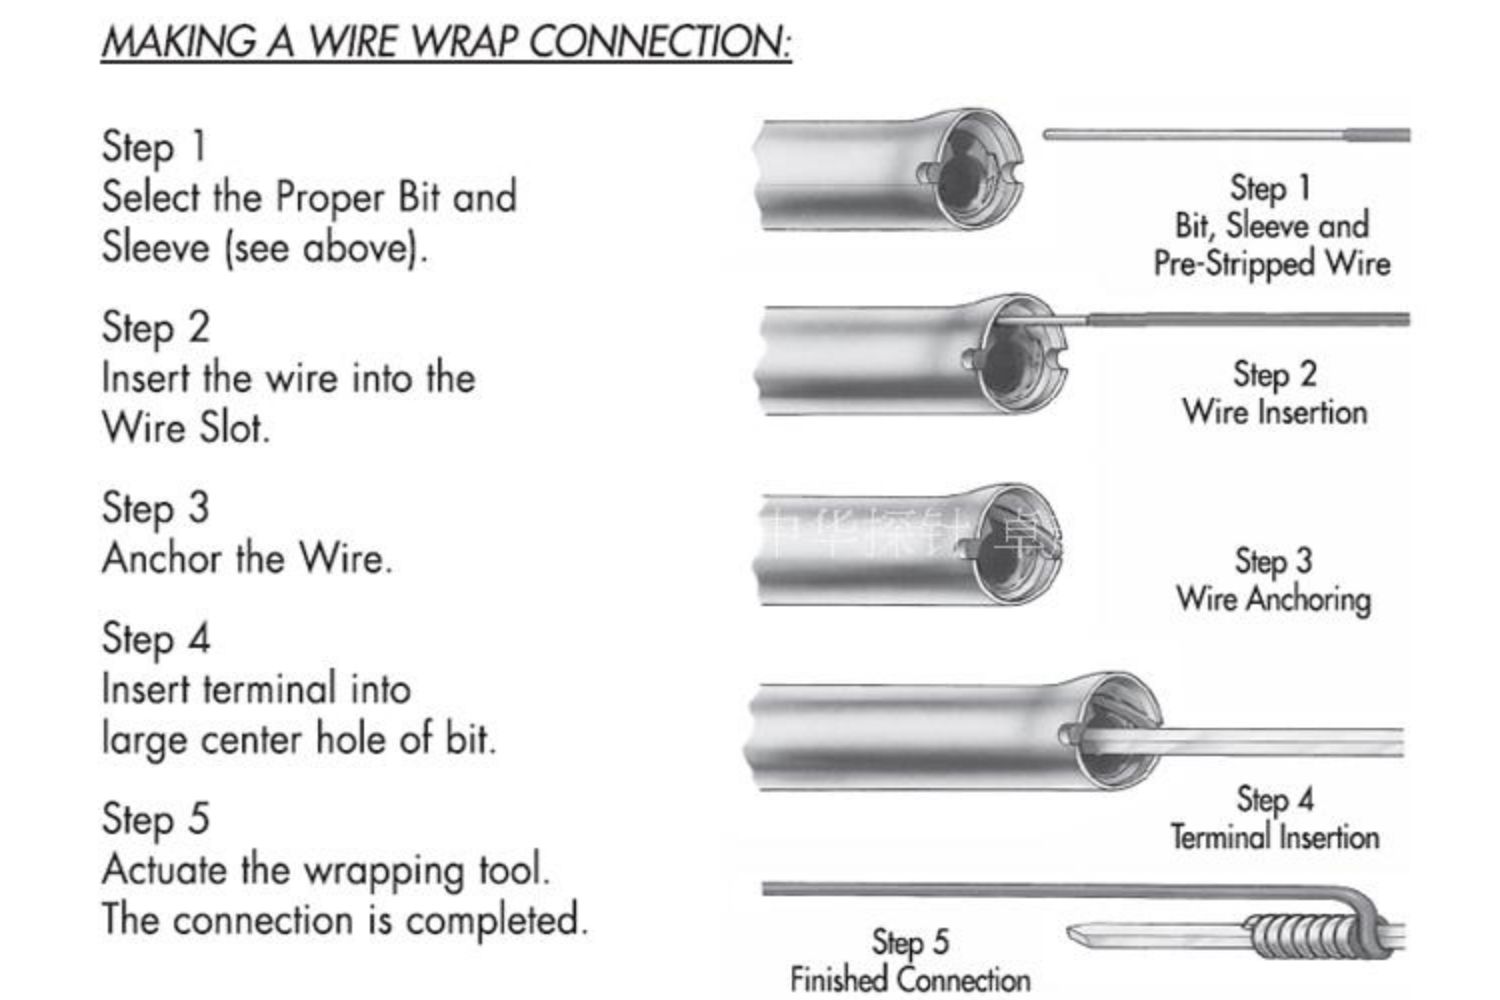 MAKING A WIRE WRAP CONNECTION:
Step 1
Select the Proper Bit and
Sleeve (see above).
Step 2
Insert the wire into the
Wire Slot.
Step 3
Anchor the Wire.
Step 4
Insert terminal into
large center hole of bit.
Step 5
Actuate the wrapping tool.
The connection is completed.
Step 1
Bit, Sleeve and
Pre-Stripped Wire
Step 2
Wire Insertion
中华探针 卓
Step 3
Wire Anchoring
Step 4
Terminal Insertion
Step 5
Finished Connection